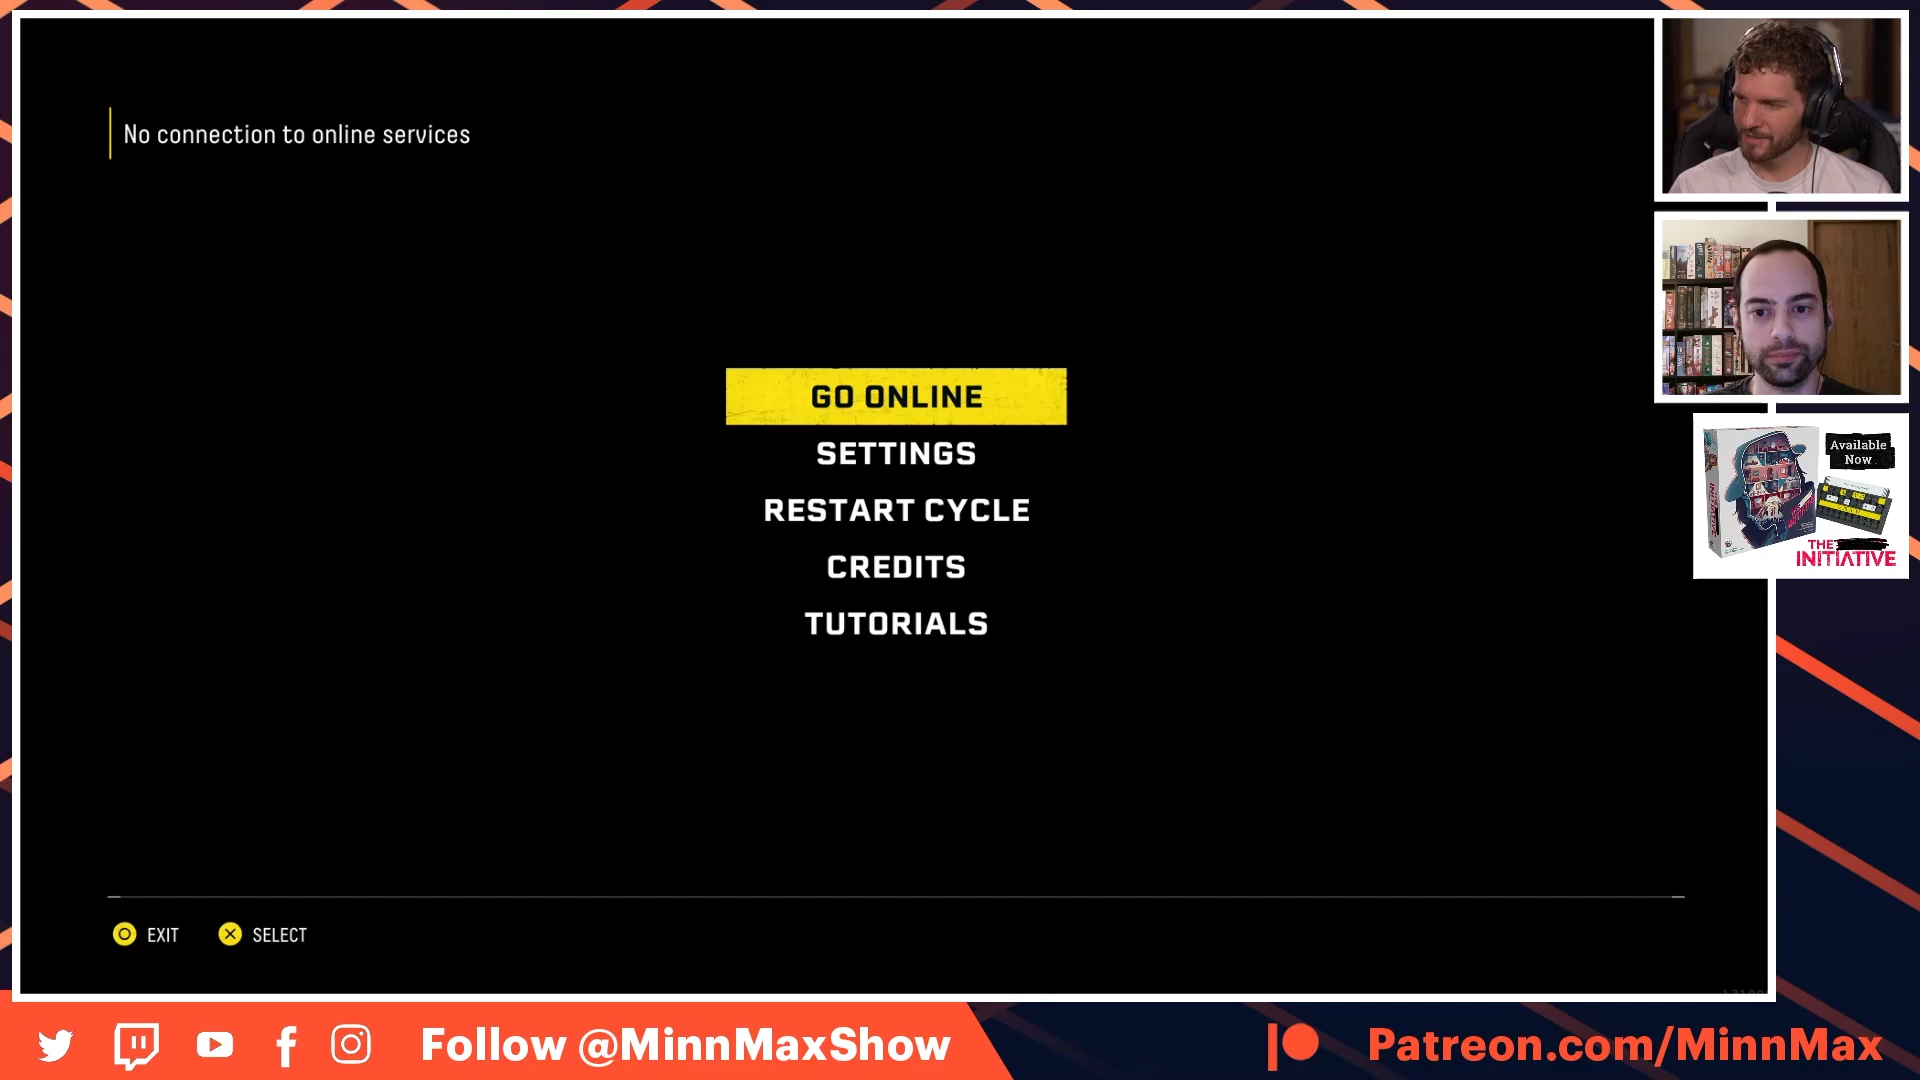 No connection to online services
GO ONLINE
SETTINGS
RESTART CYCLE
CREDITS
TUTORIALS
EXIT
SELECT
Available
Now
THE
INITIATIVE
INITIATIVE
Follow @MinnMaxShow
Patreon.com/MinnMax